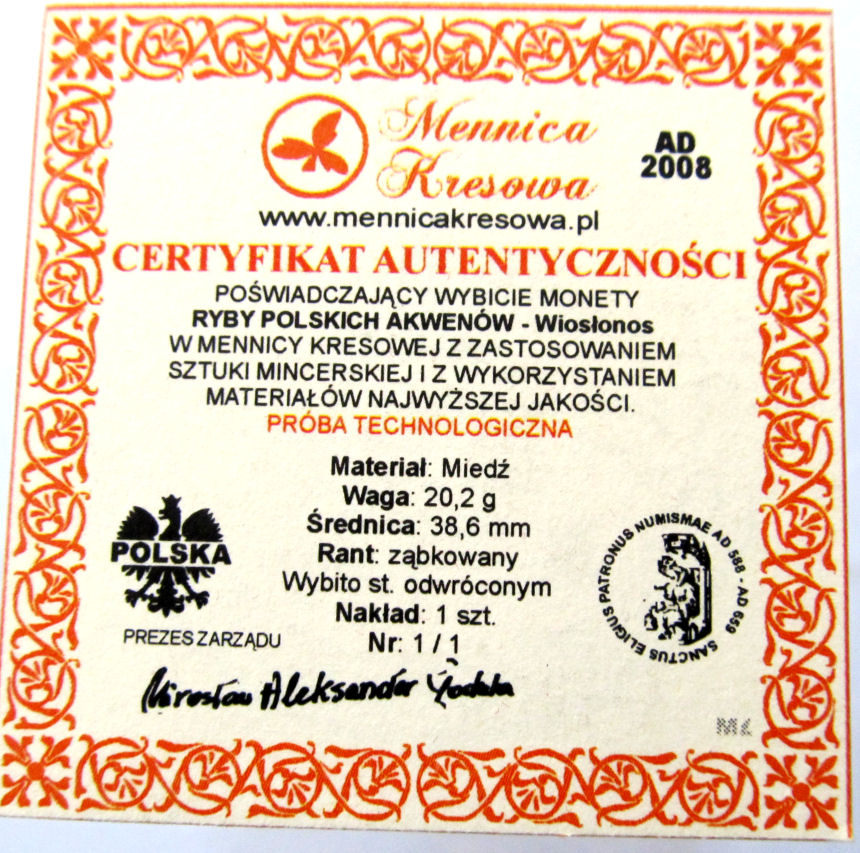 Mennica
Kresowa
AD
2008
www.mennicakresowa.pl
CERTYFIKAT AUTENTYCZNOŚCI
POŚWIADCZAJĄCY WYBICIE MONETY
RYBY POLSKICH AKWENÓW - Wiosłonos
W MENNICY KRESOWEJ Z ZASTOSOWANIEM
SZTUKI MINCERSKIEJ I Z WYKORZYSTANIEM
MATERIAŁÓW NAJWYŻSZEJ JAKOŚCI.
PRÓBA TECHNOLOGICZNA
Materiał: Miedź
Waga: 20,2 g
Średnica: 38,6 mm
Rant: ząbkowany
Wybito st. odwróconym
Nakład: 1 szt.
Nr: 1 / 1
POLSKA
PREZES ZARZĄDU
Mirosław Aleksander
SANCTUS ELIGIUS PATRONUS NUMISMAE AD 588 - AD 659